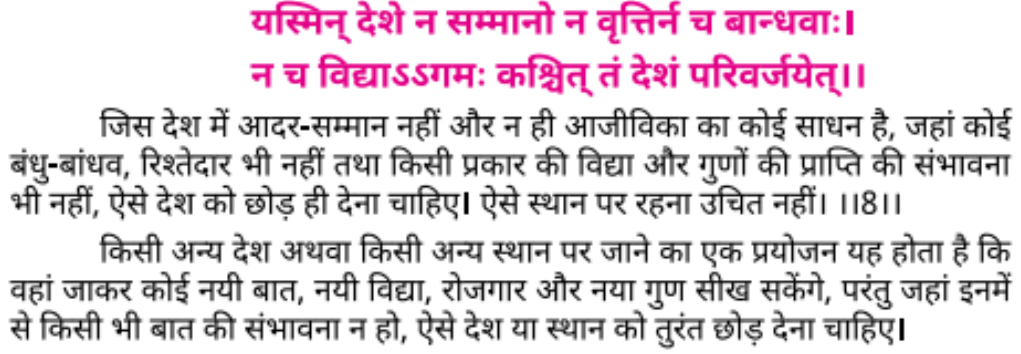 यस्मिन् देशे न सम्मानो न वृत्तिर्न च बान्धवाः।
न च विद्याऽऽगमः कश्चित् तं देशं परिवर्जयेत्।।
जिस देश में आदर-सम्मान नहीं और न ही आजीविका का कोई साधन है, जहां कोई
बंधु-बांधव, रिश्तेदार भी नहीं तथा किसी प्रकार की विद्या और गुणों की प्राप्ति की संभावना
भी नहीं, ऐसे देश को छोड़ ही देना चाहिए। ऐसे स्थान पर रहना उचित नहीं। ।।8।।
किसी अन्य देश अथवा किसी अन्य स्थान पर जाने का एक प्रयोजन यह होता है कि
वहां जाकर कोई नयी बात, नयी विद्या, रोजगार और नया गुण सीख सकेंगे, परंतु जहां इनमें
से किसी भी बात की संभावना न हो, ऐसे देश या स्थान को तुरंत छोड़ देना चाहिए।